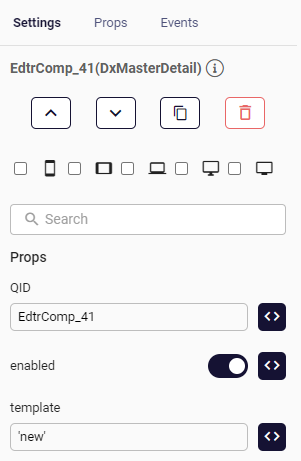 Settings Props Events
EdtrComp_41(DxMasterDetail)
Search
Props
QID
EdtrComp_41
enabled
template
'new'